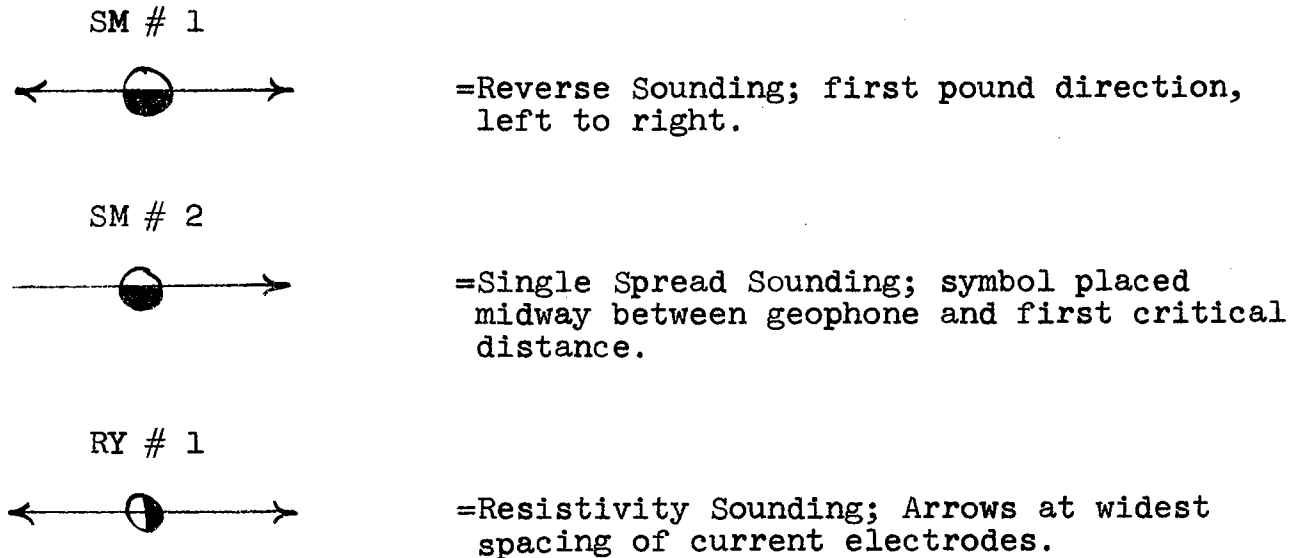 SM # 1
=Reverse Sounding; first pound direction,
left to right.
SM # 2
=Single Spread Sounding; symbol placed
midway between geophone and first critical
distance.
RY # 1
=Resistivity Sounding; Arrows at widest
spacing of current electrodes.